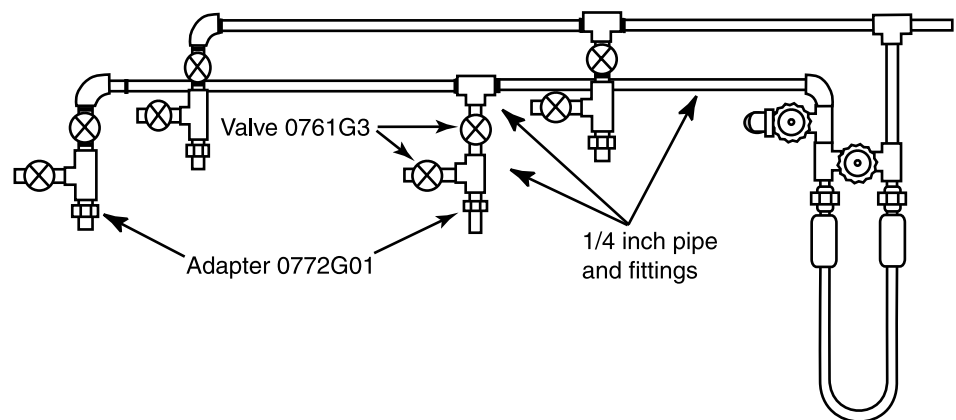 Valve 0761G3
Adapter 0772G01
1/4 inch pipe
and fittings